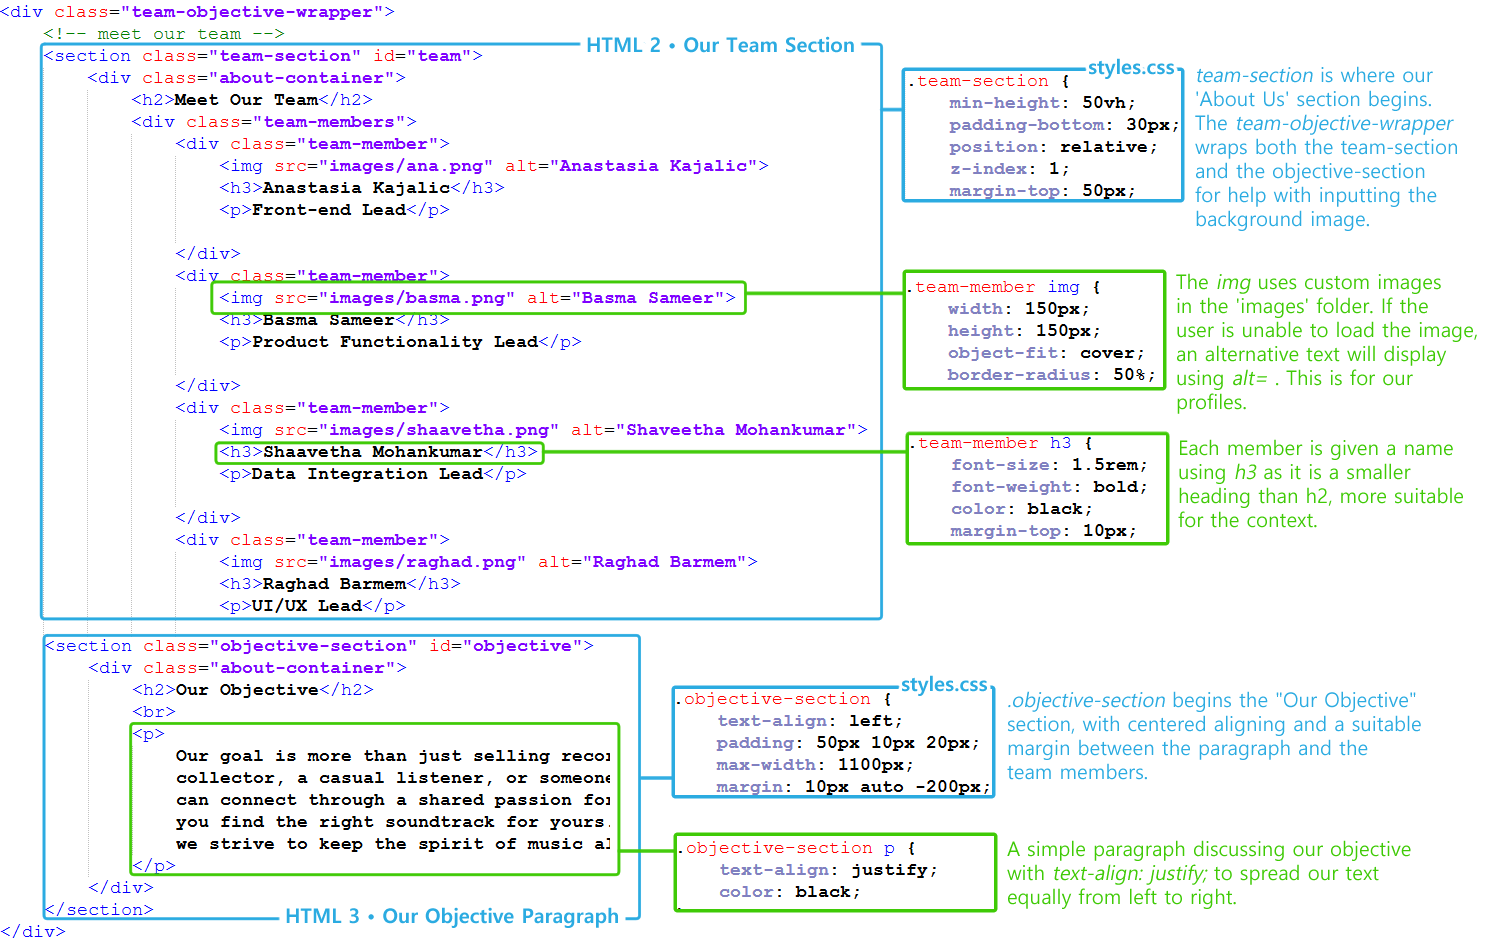 <div class="team-objective-wrapper">
<!-- meet our team -->
HTML 2 • Our Team Section
<section class="team-section" id="team">
<div class="about-container">
<h2>Meet Our Team</h2>
<div class="team-members">
<div class="team-member">
<img src="images/ana.png" alt="Anastasia Kajalic">
<h3>Anastasia Kajalic</h3>
<p>Front-end Lead</p>
</div>
<div class="team-member">
<img src="images/basma.png" alt="Basma Sameer">
<h3>Basma Sameer</h3>
<p>Product Functionality Lead</p>
</div>
<div class="team-member">
<img src="images/shaavetha.png" alt="Shaveetha Mohankumar">
<h3>Shaavetha Mohankumar</h3>
<p>Data Integration Lead</p>
</div>
<div class="team-member">
<img src="images/raghad.png" alt="Raghad Barmem">
<h3>Raghad Barmem</h3>
<p>UI/UX Lead</p>
styles.css
.team-section {
min-height: 50vh;
padding-bottom: 30px;
position: relative;
z-index: 1;
margin-top: 50px;
team-section is where our
'About Us' section begins.
The team-objective-wrapper
wraps both the team-section
and the objective-section
for help with inputting the
background image.
.team-member img {
width: 150px;
height: 150px;
object-fit: cover;
border-radius: 50%;
The img uses custom images
in the 'images' folder. If the
user is unable to load the image,
an alternative text will display
using alt= . This is for our
profiles.
.team-member h3 {
font-size: 1.5rem;
font-weight: bold;
color: black;
margin-top: 10px;
Each member is given a name
using h3 as it is a smaller
heading than h2, more suitable
for the context.
<section class="objective-section" id="objective">
<div class="about-container">
<h2>Our Objective</h2>
<br>
<p>
Our goal is more than just selling recor
collector, a casual listener, or someone
can connect through a shared passion for
you find the right soundtrack for yours.
we strive to keep the spirit of music al
</p>
</div>
</section>
HTML 3 • Our Objective Paragraph
</div>
styles.css
.objective-section {
text-align: left;
padding: 50px 10px 20px;
max-width: 1100px;
margin: 10px auto -200px;
.objective-section begins the "Our Objective"
section, with centered aligning and a suitable
margin between the paragraph and the
team members.
.objective-section p {
text-align: justify;
color: black;
A simple paragraph discussing our objective
with text-align: justify; to spread our text
equally from left to right.